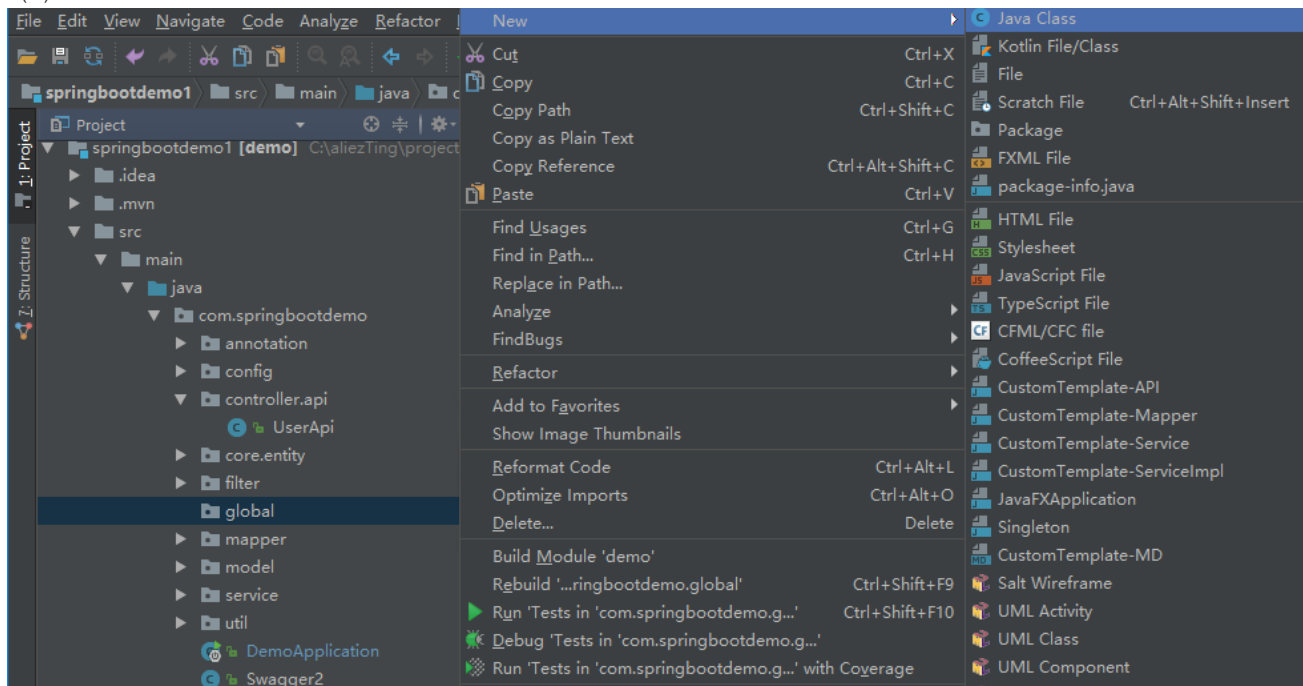 File Edit View Navigate Code Analyze Refactor
springbootdemo1 src main java
1: Project
7: Structure
Project
springbootdemo1 [demo] C:\aliezTing\project
.idea
.mvn
src
main
java
com.springbootdemo
annotation
config
controller.api
UserApi
core.entity
filter
global
mapper
model
service
util
DemoApplication
Swagger2
New
Cut Ctrl+X
Copy Ctrl+C
Copy Path Ctrl+Shift+C
Copy as Plain Text
Copy Reference Ctrl+Alt+Shift+C
Paste Ctrl+V
Find Usages Ctrl+G
Find in Path... Ctrl+H
Replace in Path...
Analyze
FindBugs
Refactor
Add to Favorites
Show Image Thumbnails
Reformat Code Ctrl+Alt+L
Optimize Imports Ctrl+Alt+O
Delete... Delete
Build Module 'demo'
Rebuild '...ringbootdemo.global' Ctrl+Shift+F9
Run 'Tests in 'com.springbootdemo.g...' Ctrl+Shift+F10
Debug 'Tests in 'com.springbootdemo.g...'
Run 'Tests in 'com.springbootdemo.g...' with Coverage
Java Class
Kotlin File/Class
File
Scratch File Ctrl+Alt+Shift+Insert
Package
FXML File
package-info.java
HTML File
Stylesheet
JavaScript File
TypeScript File
CFML/CFC file
CoffeeScript File
CustomTemplate-API
CustomTemplate-Mapper
CustomTemplate-Service
CustomTemplate-ServiceImpl
JavaFXApplication
Singleton
CustomTemplate-MD
Salt Wireframe
UML Activity
UML Class
UML Component